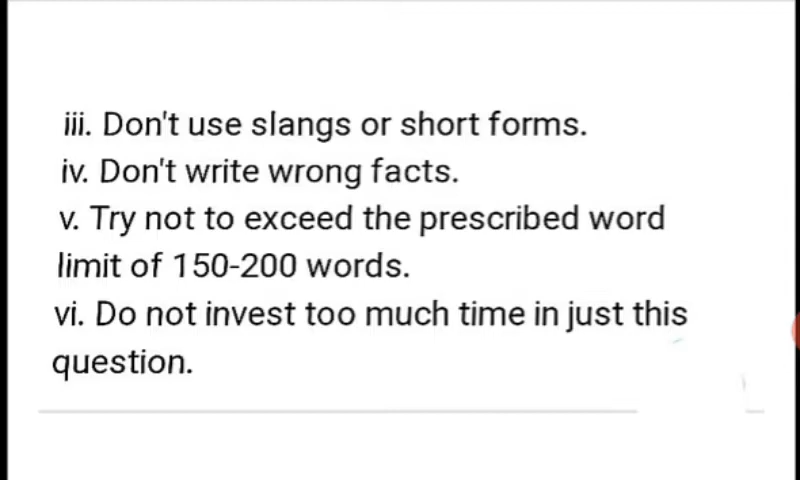 iii. Don't use slangs or short forms.
iv. Don't write wrong facts.
v. Try not to exceed the prescribed word
limit of 150-200 words.
vi. Do not invest too much time in just this
question.